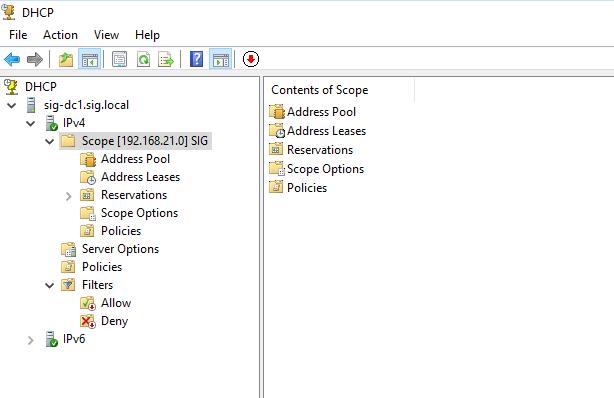 DHCP
File Action View Help
DHCP
sig-dc1.sig.local
IPv4
Scope [192.168.21.0] SIG
Address Pool
Address Leases
Reservations
Scope Options
Policies
Server Options
Policies
Filters
Allow
Deny
IPv6
Contents of Scope
Address Pool
Address Leases
Reservations
Scope Options
Policies